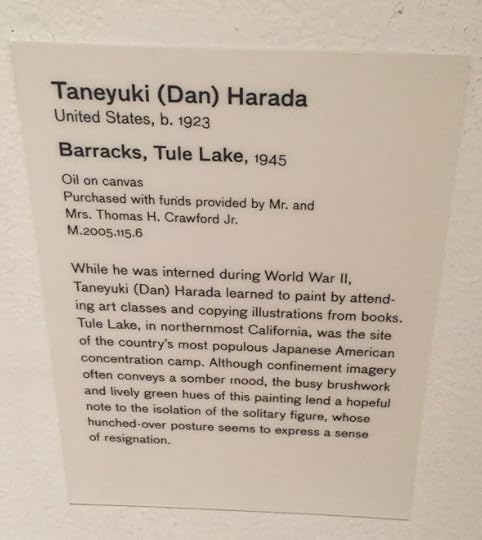 Taneyuki (Dan) Harada
United States, b. 1923
Barracks, Tule Lake, 1945
Oil on canvas
Purchased with funds provided by Mr. and
Mrs. Thomas H. Crawford Jr.
M.2005.115.6
While he was interned during World War II,
Taneyuki (Dan) Harada learned to paint by attend-
ing art classes and copying illustrations from books.
Tule Lake, in northernmost California, was the site
of the country's most populous Japanese American
concentration camp. Although confinement imagery
often conveys a somber mood, the busy brushwork
and lively green hues of this painting lend a hopeful
note to the isolation of the solitary figure, whose
hunched-over posture seems to express a sense
of resignation.